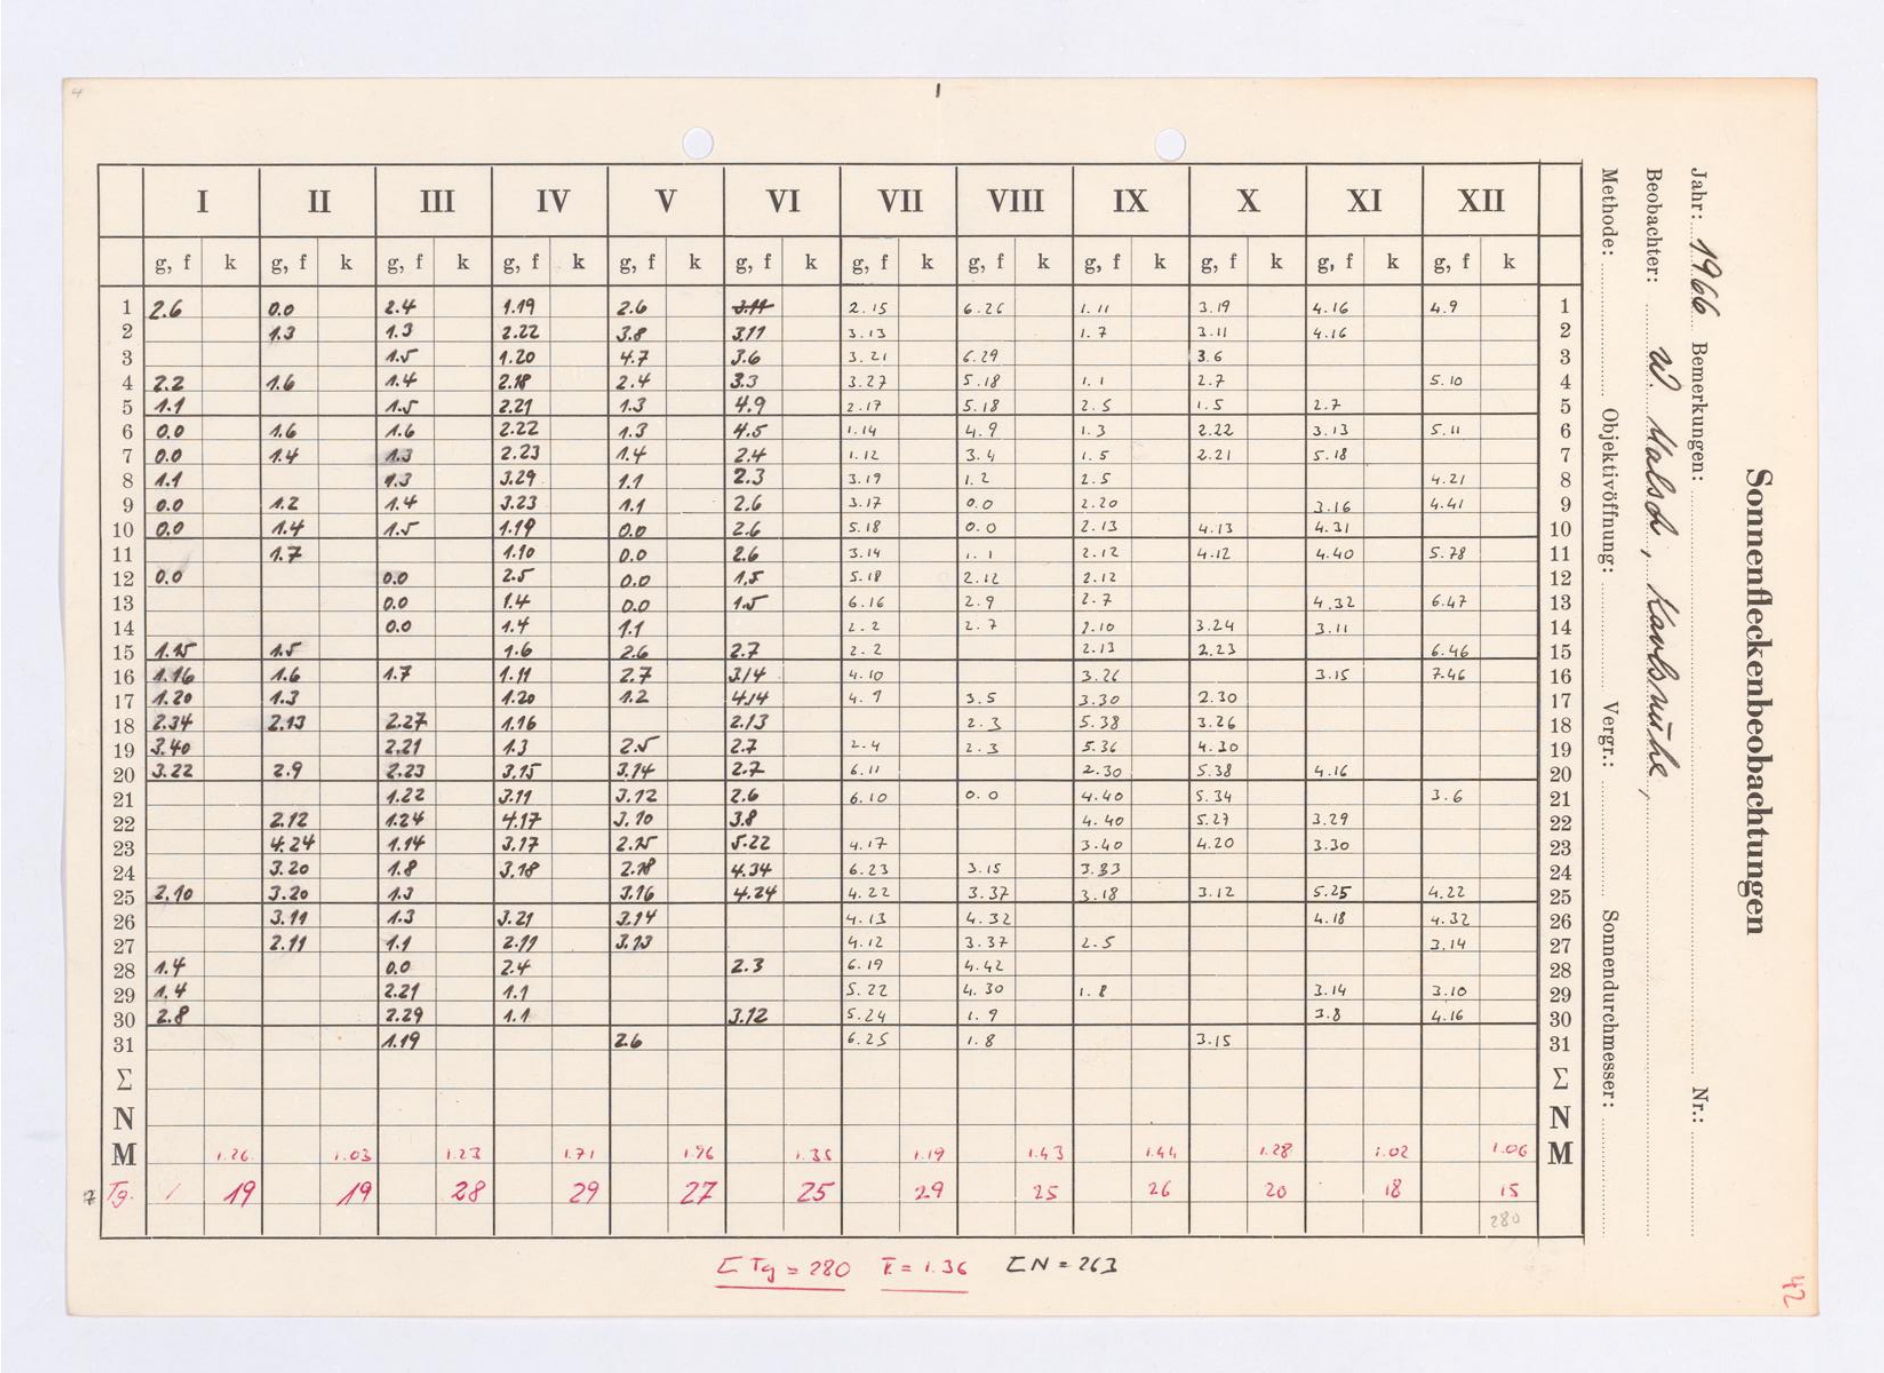 4
I
I II III IV V VI VII VIII IX X XI XII
g, f k g, f k g, f k g, f k g, f k g, f k g, f k g, f k g, f k g, f k g, f k g, f k
1 2.6 0.0 2.4 1.19 2.6 3.11 2.15 6.26 1.11 3.19 4.16 4.9 1
2 1.3 1.3 2.22 3.8 3.11 3.13 1.7 3.11 4.16 2
3 1.5 1.20 4.7 3.6 3.21 6.29 3.6 3
4 2.2 1.6 1.4 2.18 2.4 3.3 3.27 5.18 1.1 2.7 5.10 4
5 1.1 1.5 2.21 1.3 4.9 2.17 5.18 2.5 1.5 2.7 5
6 0.0 1.6 1.6 2.22 1.3 4.5 1.14 4.9 1.3 2.22 3.13 5.11 6
7 0.0 1.4 1.3 2.23 1.4 2.4 1.12 3.4 1.5 2.21 5.18 7
8 1.1 1.3 3.29 1.1 2.3 3.19 1.2 2.5 4.21 8
9 0.0 1.2 1.4 3.23 1.1 2.6 3.17 0.0 2.20 3.16 4.41 9
10 0.0 1.4 1.5 1.19 0.0 2.6 5.18 0.0 2.13 4.13 4.31 10
11 1.7 1.10 0.0 2.6 3.14 1.1 2.12 4.12 4.40 5.78 11
12 0.0 0.0 2.5 0.0 1.5 5.18 2.12 2.12 12
13 0.0 1.4 0.0 1.5 6.16 2.9 2.7 4.32 6.47 13
14 0.0 1.4 1.1 2.2 2.7 2.10 3.24 3.11 14
15 1.15 1.5 1.6 2.6 2.7 2.2 2.13 2.23 6.46 15
16 1.16 1.6 1.7 1.11 2.7 3.14 4.10 3.26 3.15 7.46 16
17 1.20 1.3 1.20 1.2 4.14 4.9 3.5 3.30 2.30 17
18 2.34 2.13 2.27 1.16 2.13 2.3 5.38 3.26 18
19 3.40 2.21 1.3 2.5 2.7 2.4 2.3 5.36 4.30 19
20 3.22 2.9 2.23 3.15 3.14 2.7 6.11 2.30 5.38 4.16 20
21 1.22 3.11 3.12 2.6 6.10 0.0 4.40 5.34 3.6 21
22 2.12 1.24 4.17 3.10 3.8 4.40 5.27 3.29 22
23 4.24 1.14 3.17 2.15 5.22 4.17 3.40 4.20 3.30 23
24 3.20 1.8 3.18 2.18 4.34 6.23 3.15 3.33 24
25 2.10 3.20 1.3 3.16 4.24 4.22 3.37 3.18 3.12 5.25 4.22 25
26 3.11 1.3 3.21 3.14 4.13 4.32 4.18 4.32 26
27 2.11 1.1 2.11 3.13 4.12 3.37 2.5 3.14 27
28 1.4 0.0 2.4 2.3 6.19 4.42 28
29 1.4 2.21 1.1 5.22 4.30 1.8 3.14 3.10 29
30 2.8 2.29 1.1 3.12 5.24 1.9 3.8 4.16 30
31 1.19 2.6 6.25 1.8 3.15 31
Σ Σ
N N
M 1.26 1.03 1.23 1.71 1.96 1.35 1.19 1.43 1.44 1.28 1.02 1.06 M
Tg. 19 19 28 29 27 25 29 25 26 20 18 15
280
Σ Tg = 280 k̅ = 1.36 ΣN = 263
Sonnenfleckenbeobachtungen
Jahr: 1966 Bemerkungen: Nr.:
Beobachter: W. Malsch, Karlsruhe,
Methode: Objektivöffnung: Vergr.: Sonnendurchmesser:
42